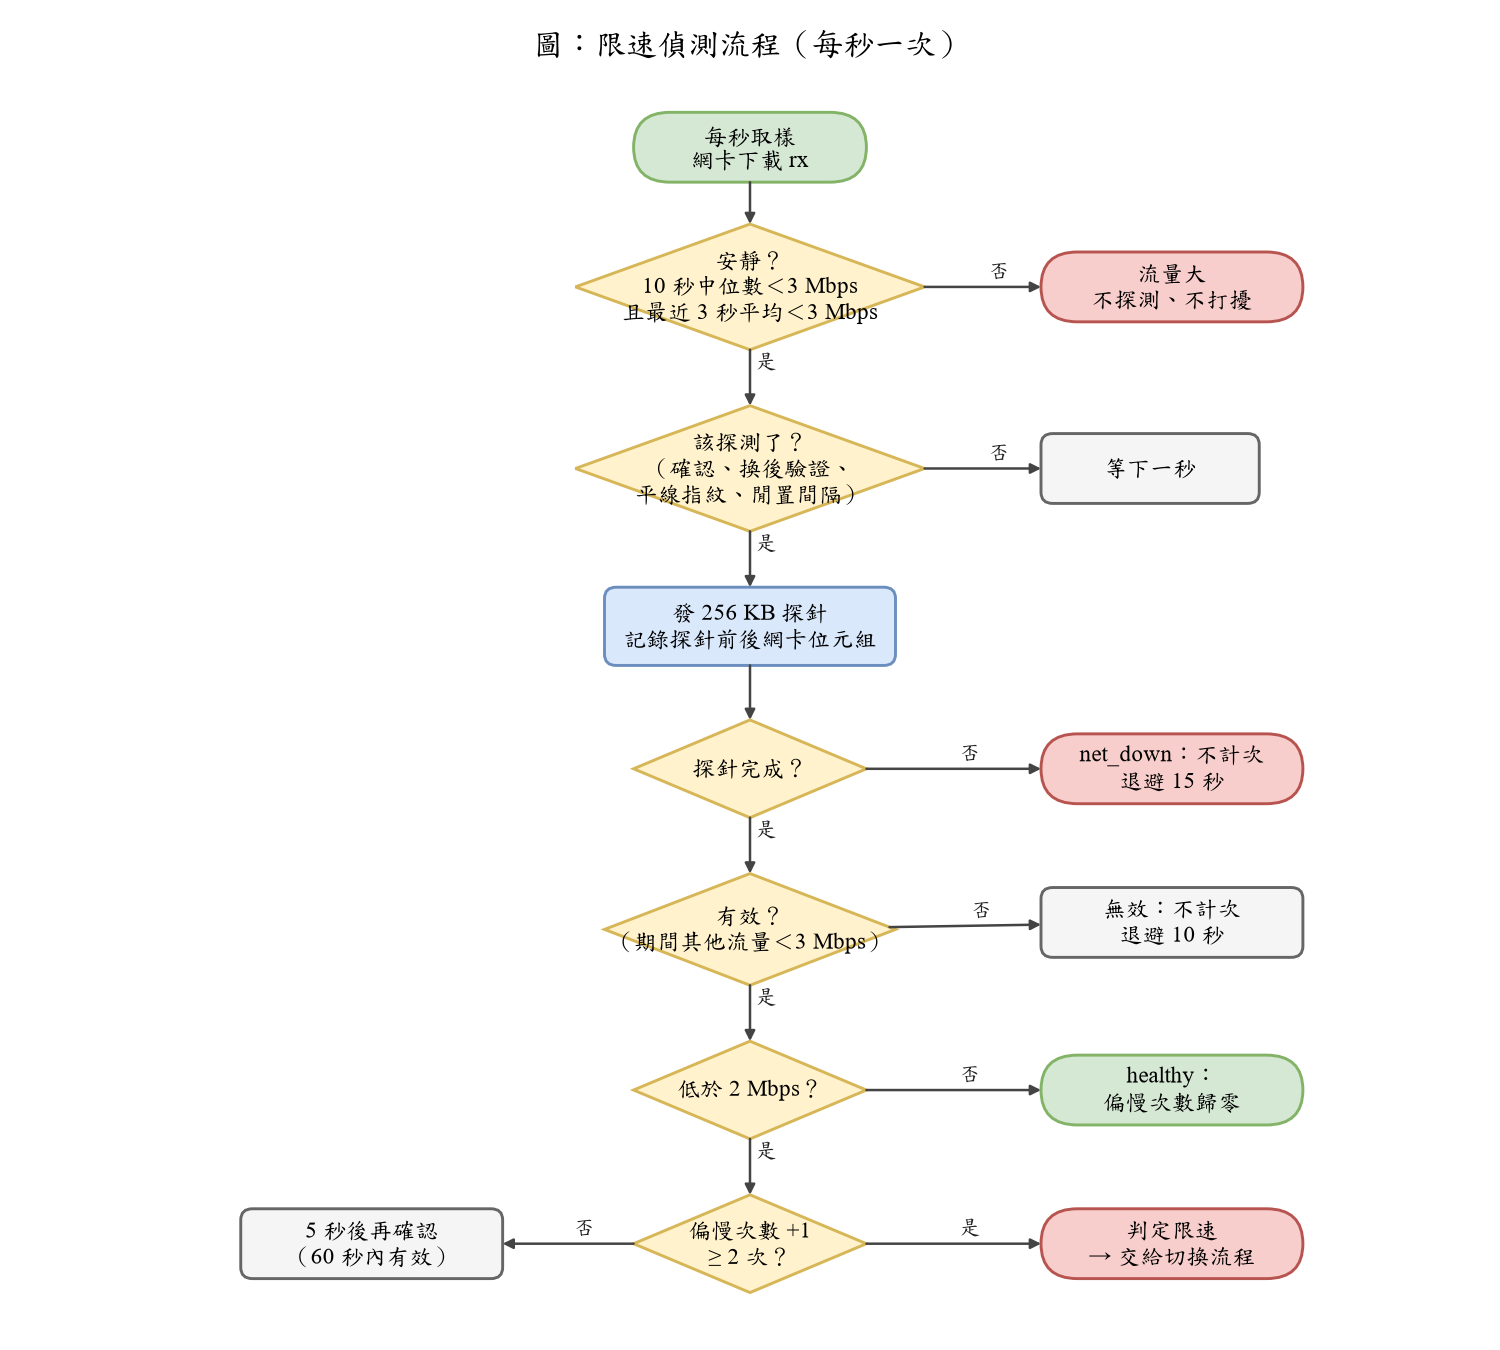 圖：限速偵測流程（每秒一次）
每秒取樣
網卡下載 rx
安靜？
10 秒中位數＜3 Mbps
且最近 3 秒平均＜3 Mbps
否
流量大
不探測、不打擾
是
該探測了？
（確認、換後驗證、
平線指紋、閒置間隔）
否
等下一秒
是
發 256 KB 探針
記錄探針前後網卡位元組
探針完成？
否
net_down：不計次
退避 15 秒
是
有效？
（期間其他流量＜3 Mbps）
否
無效：不計次
退避 10 秒
是
低於 2 Mbps？
否
healthy：
偏慢次數歸零
是
5 秒後再確認
（60 秒內有效）
否
偏慢次數 +1
≥ 2 次？
是
判定限速
→ 交給切換流程